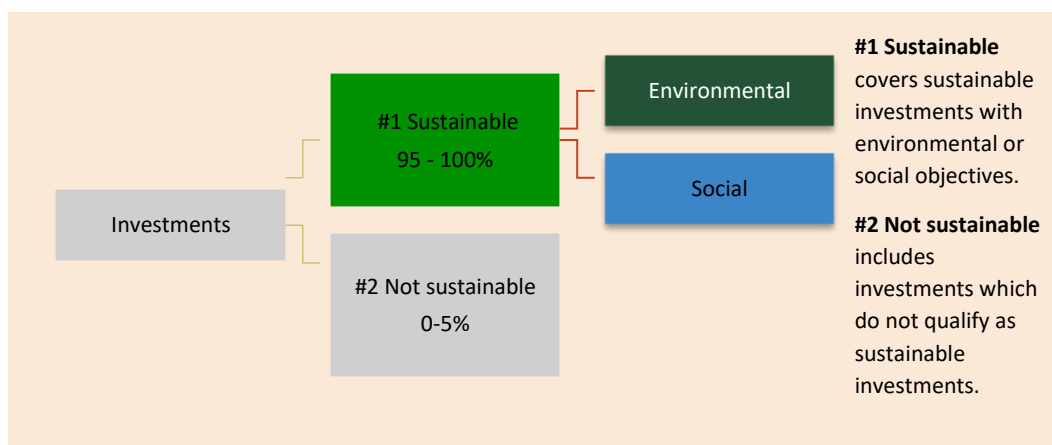 Investments
#1 Sustainable
95 - 100%
#2 Not sustainable
0-5%
Environmental
Social
#1 Sustainable
covers sustainable
investments with
environmental or
social objectives.
#2 Not sustainable
includes
investments which
do not qualify as
sustainable
investments.